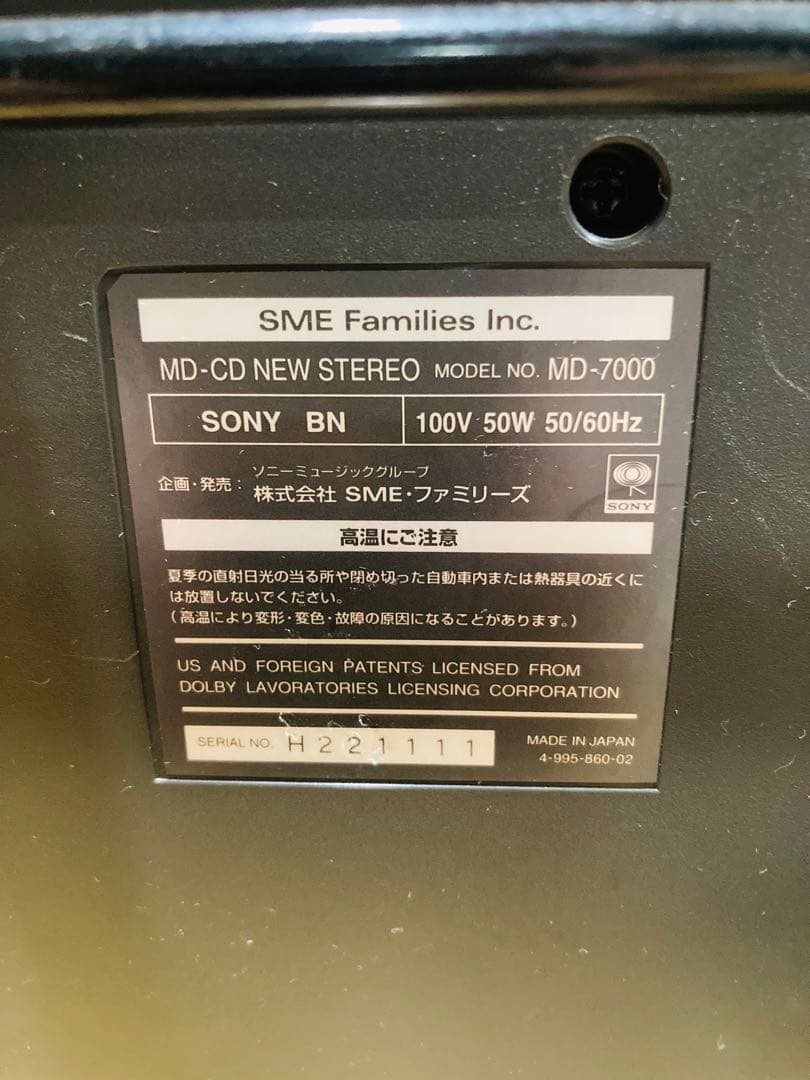 SME Families Inc.
MD-CD NEW STEREO MODEL NO. MD-7000
SONY BN 100V 50W 50/60Hz
ソニーミュージックグループ
企画・発売： 株式会社 SME・ファミリーズ
SONY
高温にご注意
夏季の直射日光の当る所や閉め切った自動車内または熱器具の近くに
は放置しないでください。
（高温により変形・変色・故障の原因になることがあります。）
US AND FOREIGN PATENTS LICENSED FROM
DOLBY LAVORATORIES LICENSING CORPORATION
SERIAL NO. H221111
MADE IN JAPAN
4-995-860-02